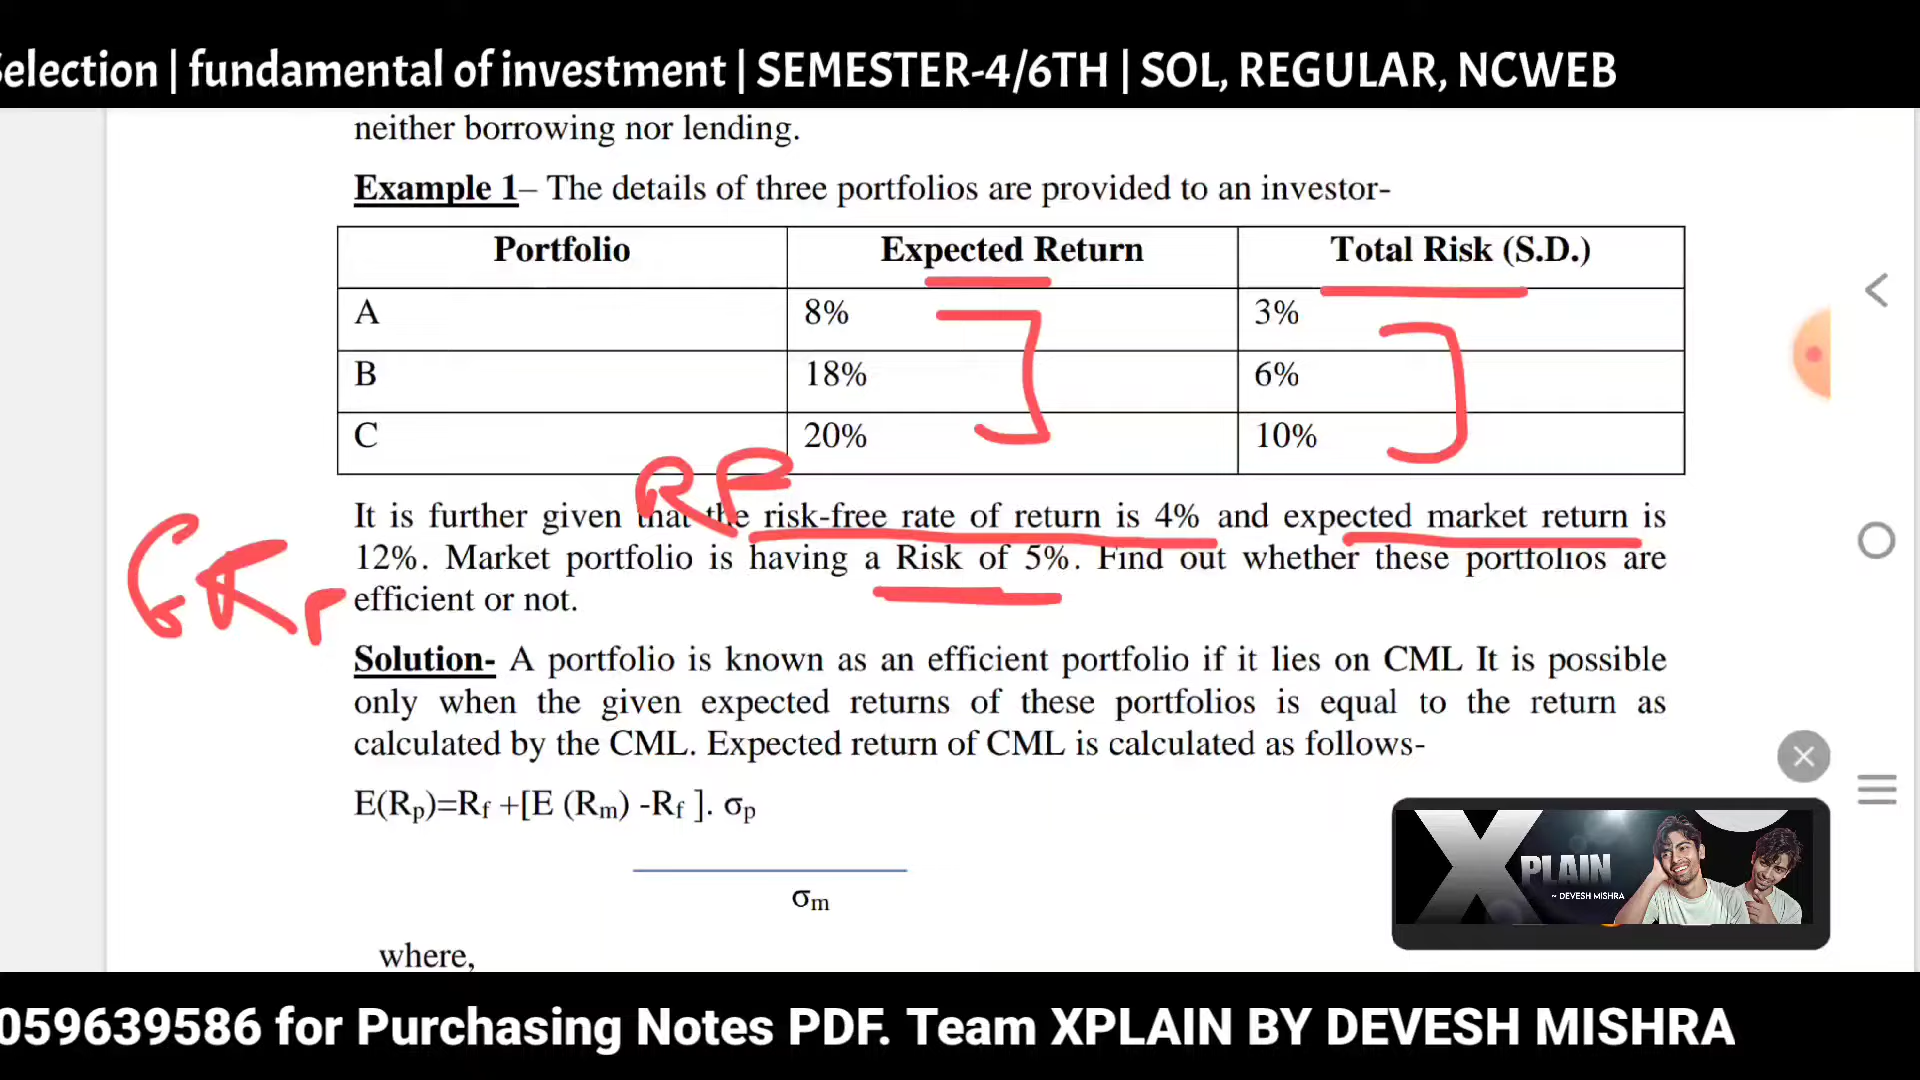 Selection | fundamental of investment | SEMESTER-4/6TH | SOL, REGULAR, NCWEB
neither borrowing nor lending.
Example 1– The details of three portfolios are provided to an investor-
Portfolio Expected Return Total Risk (S.D.)
A 8% 3%
B 18% 6%
C 20% 10%
RF
It is further given that the risk-free rate of return is 4% and expected market return is
12%. Market portfolio is having a Risk of 5%. Find out whether these portfolios are
efficient or not.
Solution- A portfolio is known as an efficient portfolio if it lies on CML It is possible
only when the given expected returns of these portfolios is equal to the return as
calculated by the CML. Expected return of CML is calculated as follows-
E(Rp)=Rf +[E (Rm) -Rf ]. σp
σm
where,
XPLAIN
~ DEVESH MISHRA
059639586 for Purchasing Notes PDF. Team XPLAIN BY DEVESH MISHRA